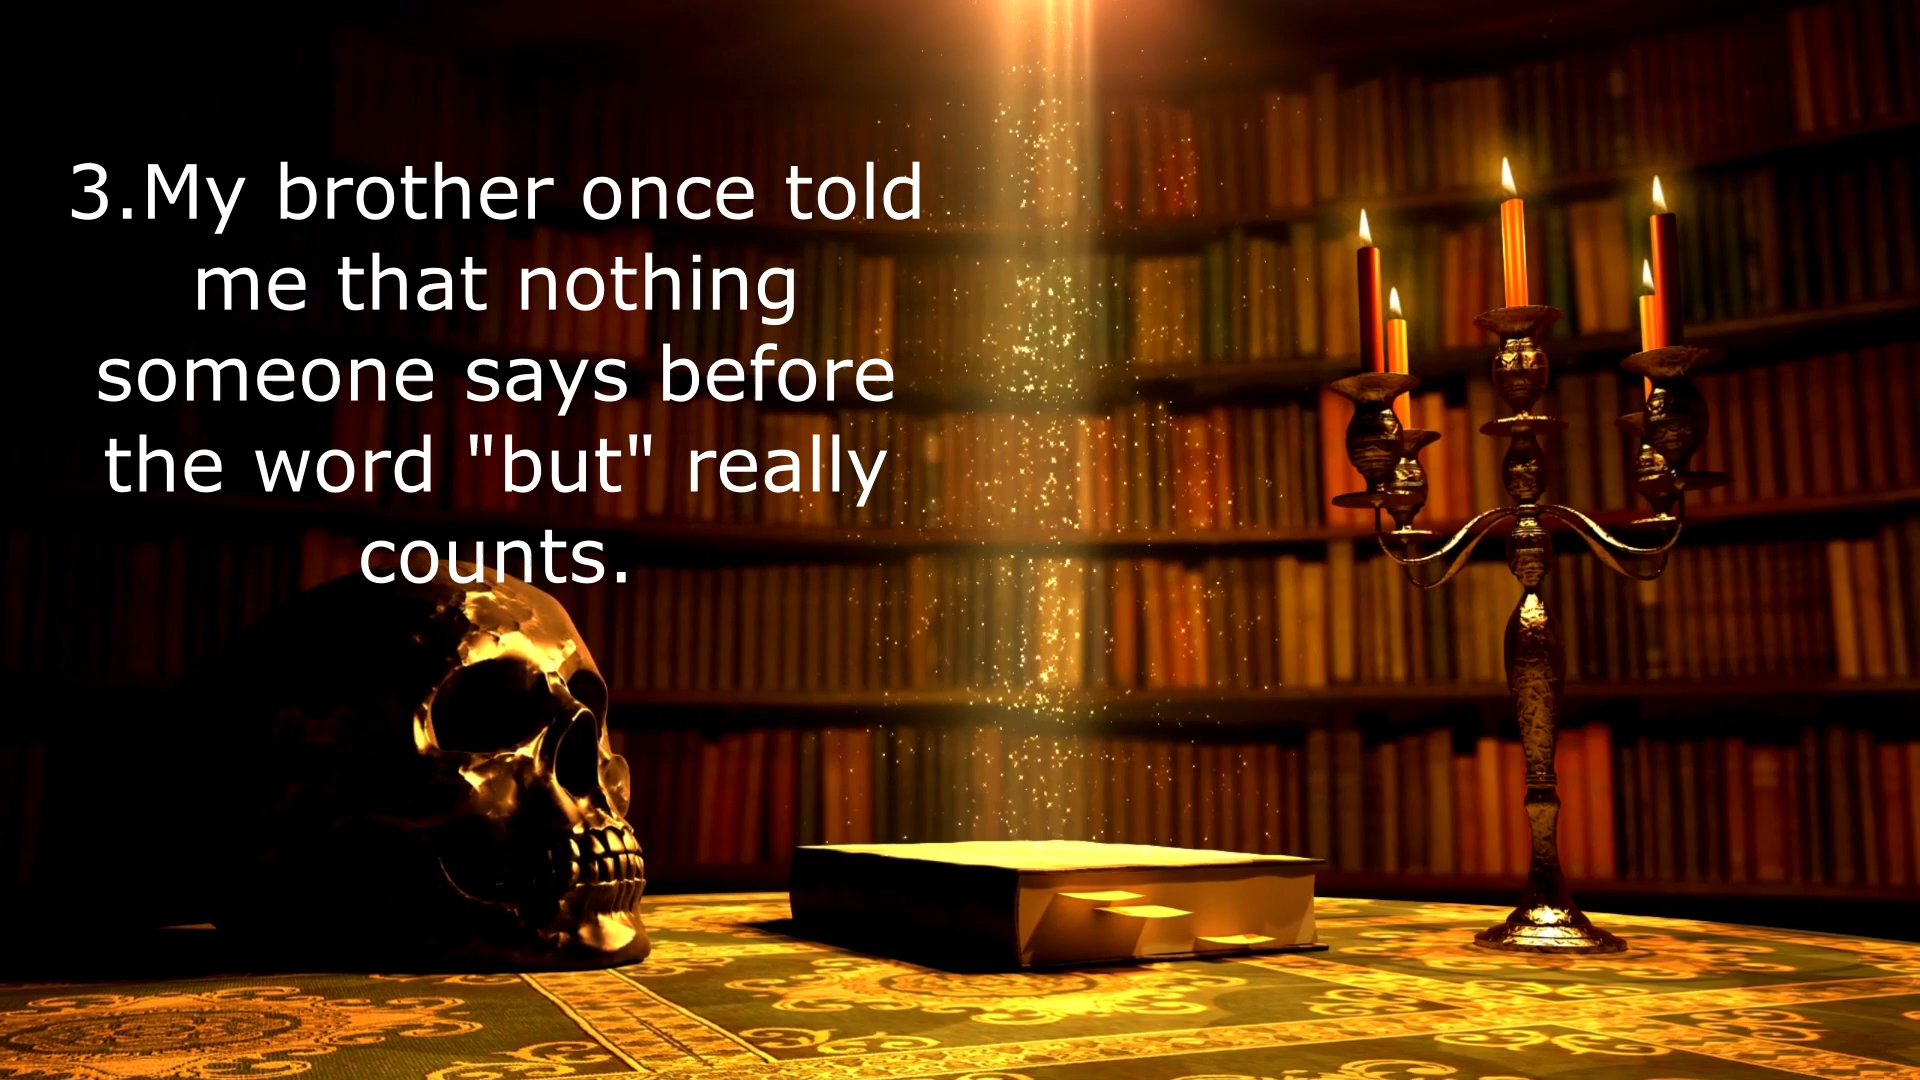 3.My brother once told
me that nothing
someone says before
the word "but" really
counts.